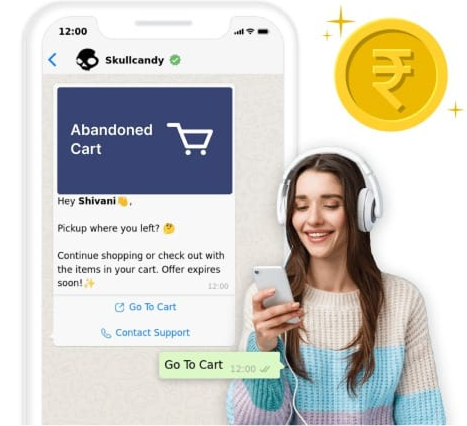 12:00
Skullcandy
Abandoned
Cart
Hey Shivani👋,
Pickup where you left? 🤔
Continue shopping or check out with
the items in your cart. Offer expires
soon!✨ 12:00
Go To Cart
Contact Support
Go To Cart 12:00
₹